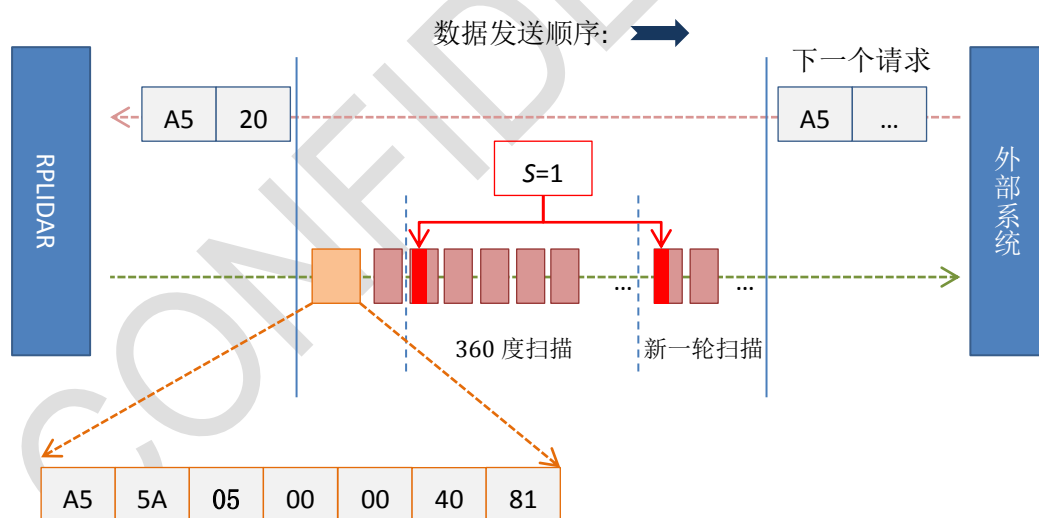 数据发送顺序:
下一个请求
A5 20
A5 ...
RPLIDAR
外部系统
S=1
... ...
360 度扫描
新一轮扫描
A5 5A 05 00 00 40 81